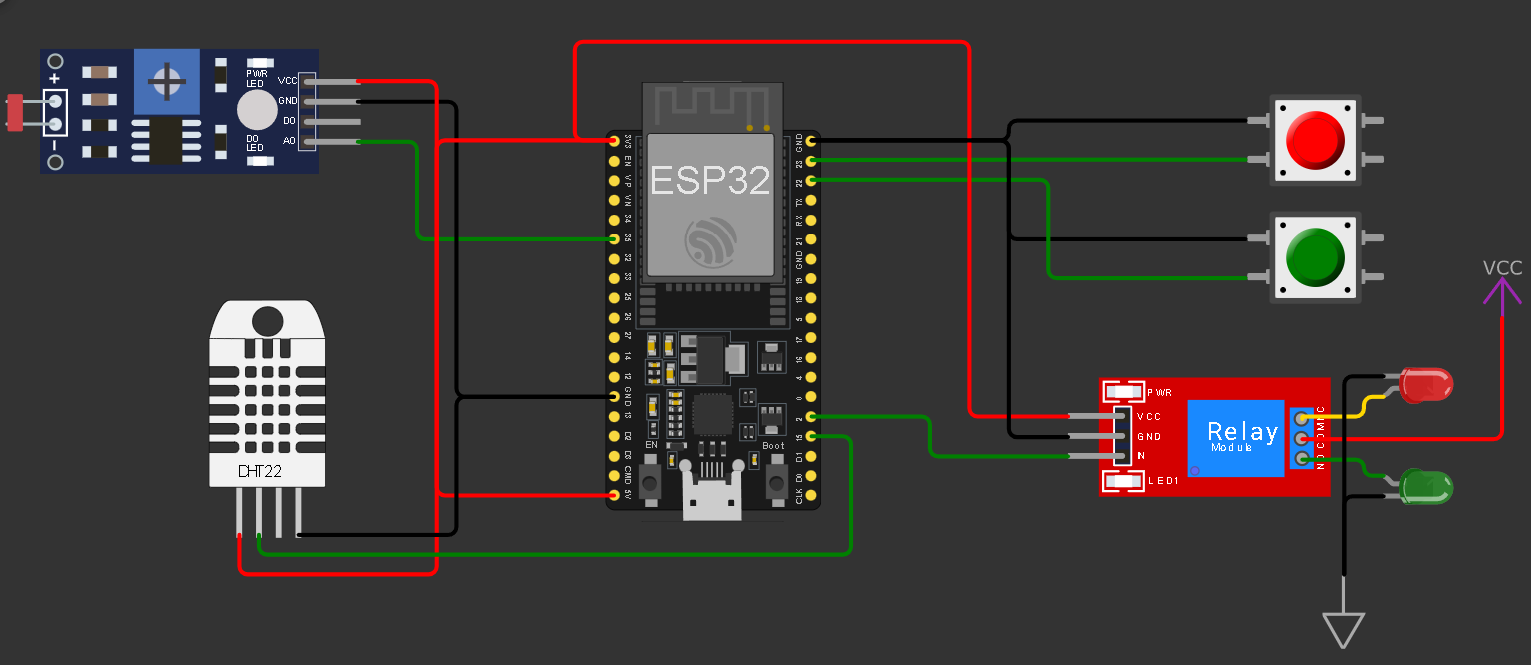 +
PWR
LED
VCC
GND
DO
AO
DO
LED
−
DHT22
ESP32
3V3
EN
VP
VN
34
35
32
33
25
26
27
14
12
GND
13
D2
D3
CMD
5V
GND
23
22
TX
RX
21
GND
19
18
5
17
16
4
0
2
15
D1
D0
CLK
EN
Boot
PWR
VCC
GND
IN
LED1
Relay
Module
NC
COM
NO
VCC